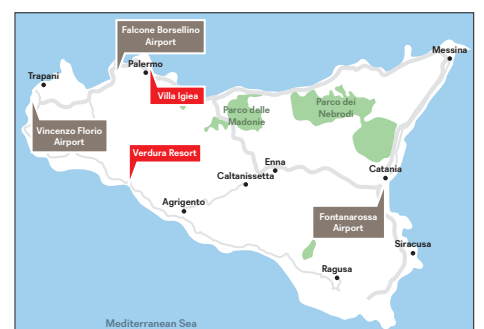 Falcone Borsellino
Airport
Messina
Palermo
Trapani
Villa Igiea
Parco delle
Madonie
Parco dei
Nebrodi
Vincenzo Florio
Airport
Verdura Resort
Enna
Caltanissetta
Catania
Agrigento
Fontanarossa
Airport
Siracusa
Ragusa
Mediterranean Sea